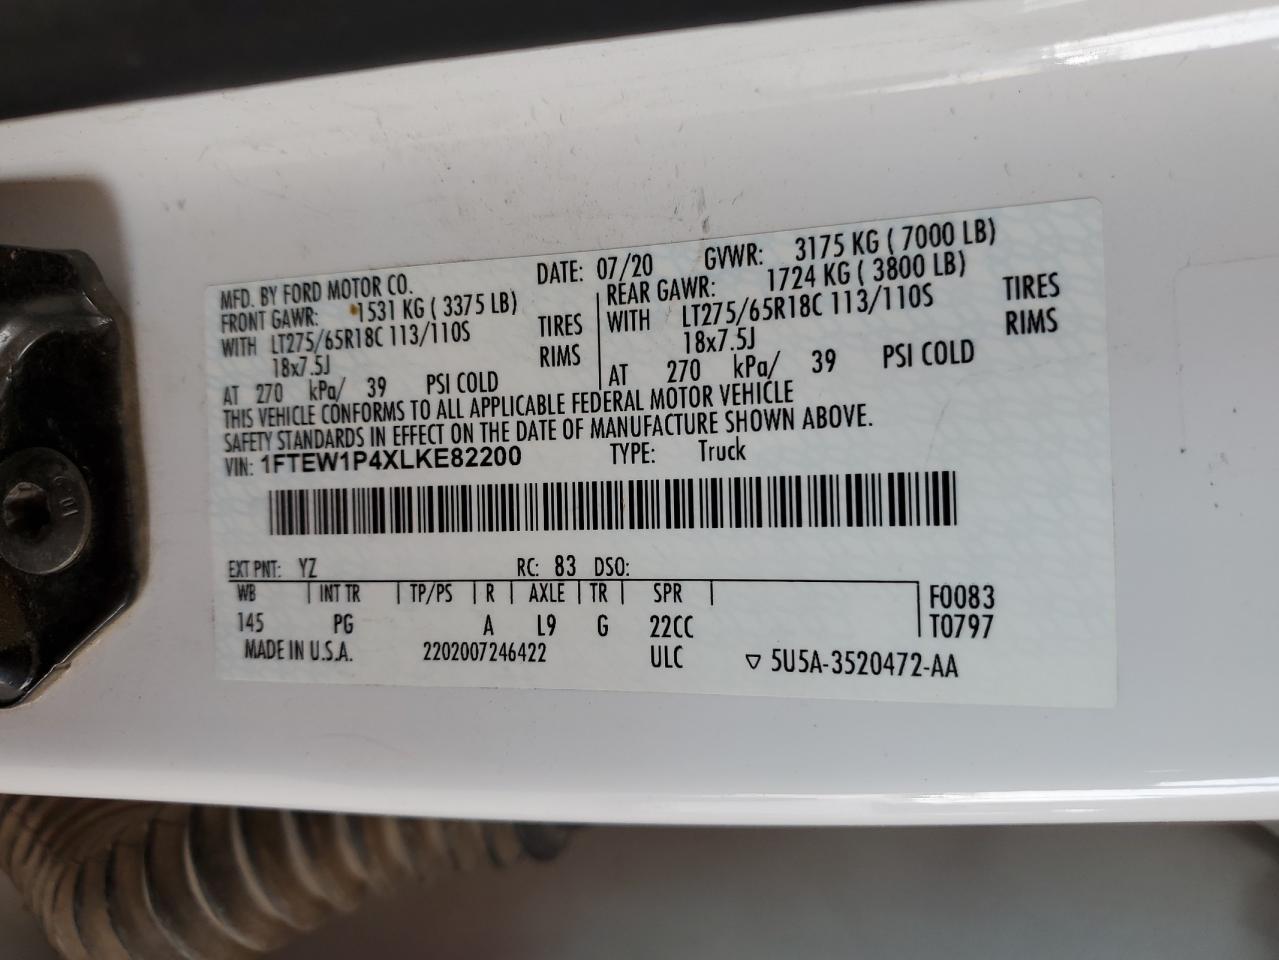 MFD. BY FORD MOTOR CO. DATE: 07/20 GVWR: 3175 KG ( 7000 LB)
FRONT GAWR: 1531 KG ( 3375 LB) REAR GAWR: 1724 KG ( 3800 LB)
WITH LT275/65R18C 113/110S TIRES WITH LT275/65R18C 113/110S TIRES
18x7.5J RIMS 18x7.5J RIMS
AT 270 kPa/ 39 PSI COLD AT 270 kPa/ 39 PSI COLD
THIS VEHICLE CONFORMS TO ALL APPLICABLE FEDERAL MOTOR VEHICLE
SAFETY STANDARDS IN EFFECT ON THE DATE OF MANUFACTURE SHOWN ABOVE.
VIN: 1FTEW1P4XLKE82200 TYPE: Truck
EXT PNT: YZ RC: 83 DSO:
WB INT TR TP/PS R AXLE TR SPR F0083
145 PG A L9 G 22CC T0797
MADE IN U.S.A. 2202007246422 ULC ▽ 5U5A-3520472-AA